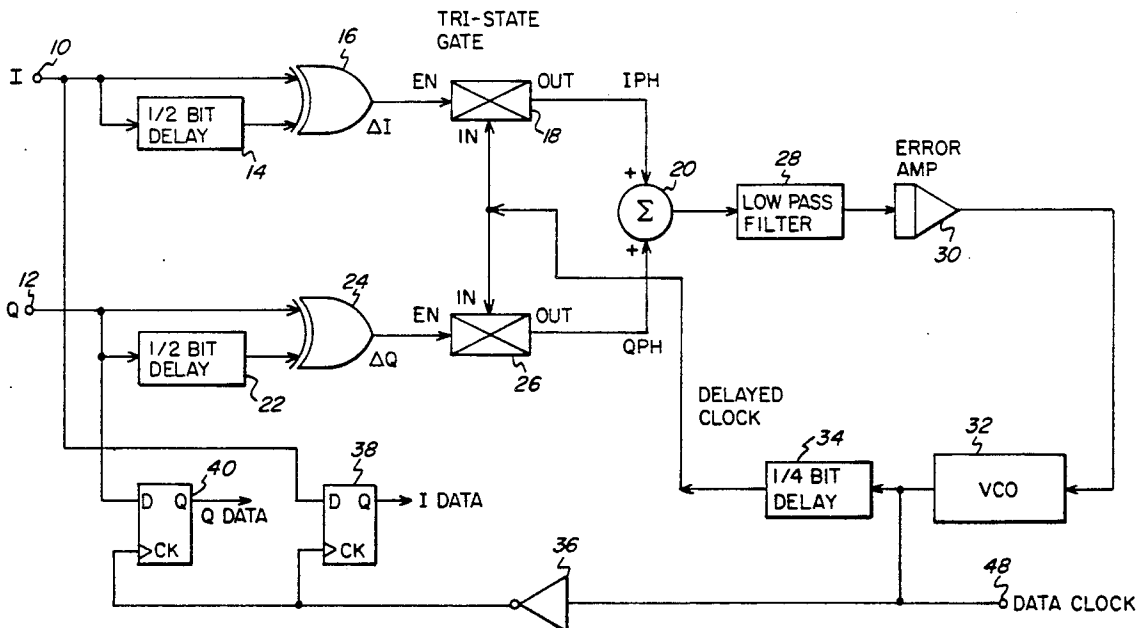 TRI-STATE
GATE
I
10
16
EN
OUT
IPH
1/2 BIT
DELAY
14
ΔI
IN
18
+
20
Σ
+
28
LOW PASS
FILTER
ERROR
AMP
30
Q
12
24
EN
IN
OUT
QPH
1/2 BIT
DELAY
22
ΔQ
26
DELAYED
CLOCK
34
1/4 BIT
DELAY
32
VCO
40
D Q
CK
Q DATA
38
D Q
CK
I DATA
36
48
DATA CLOCK